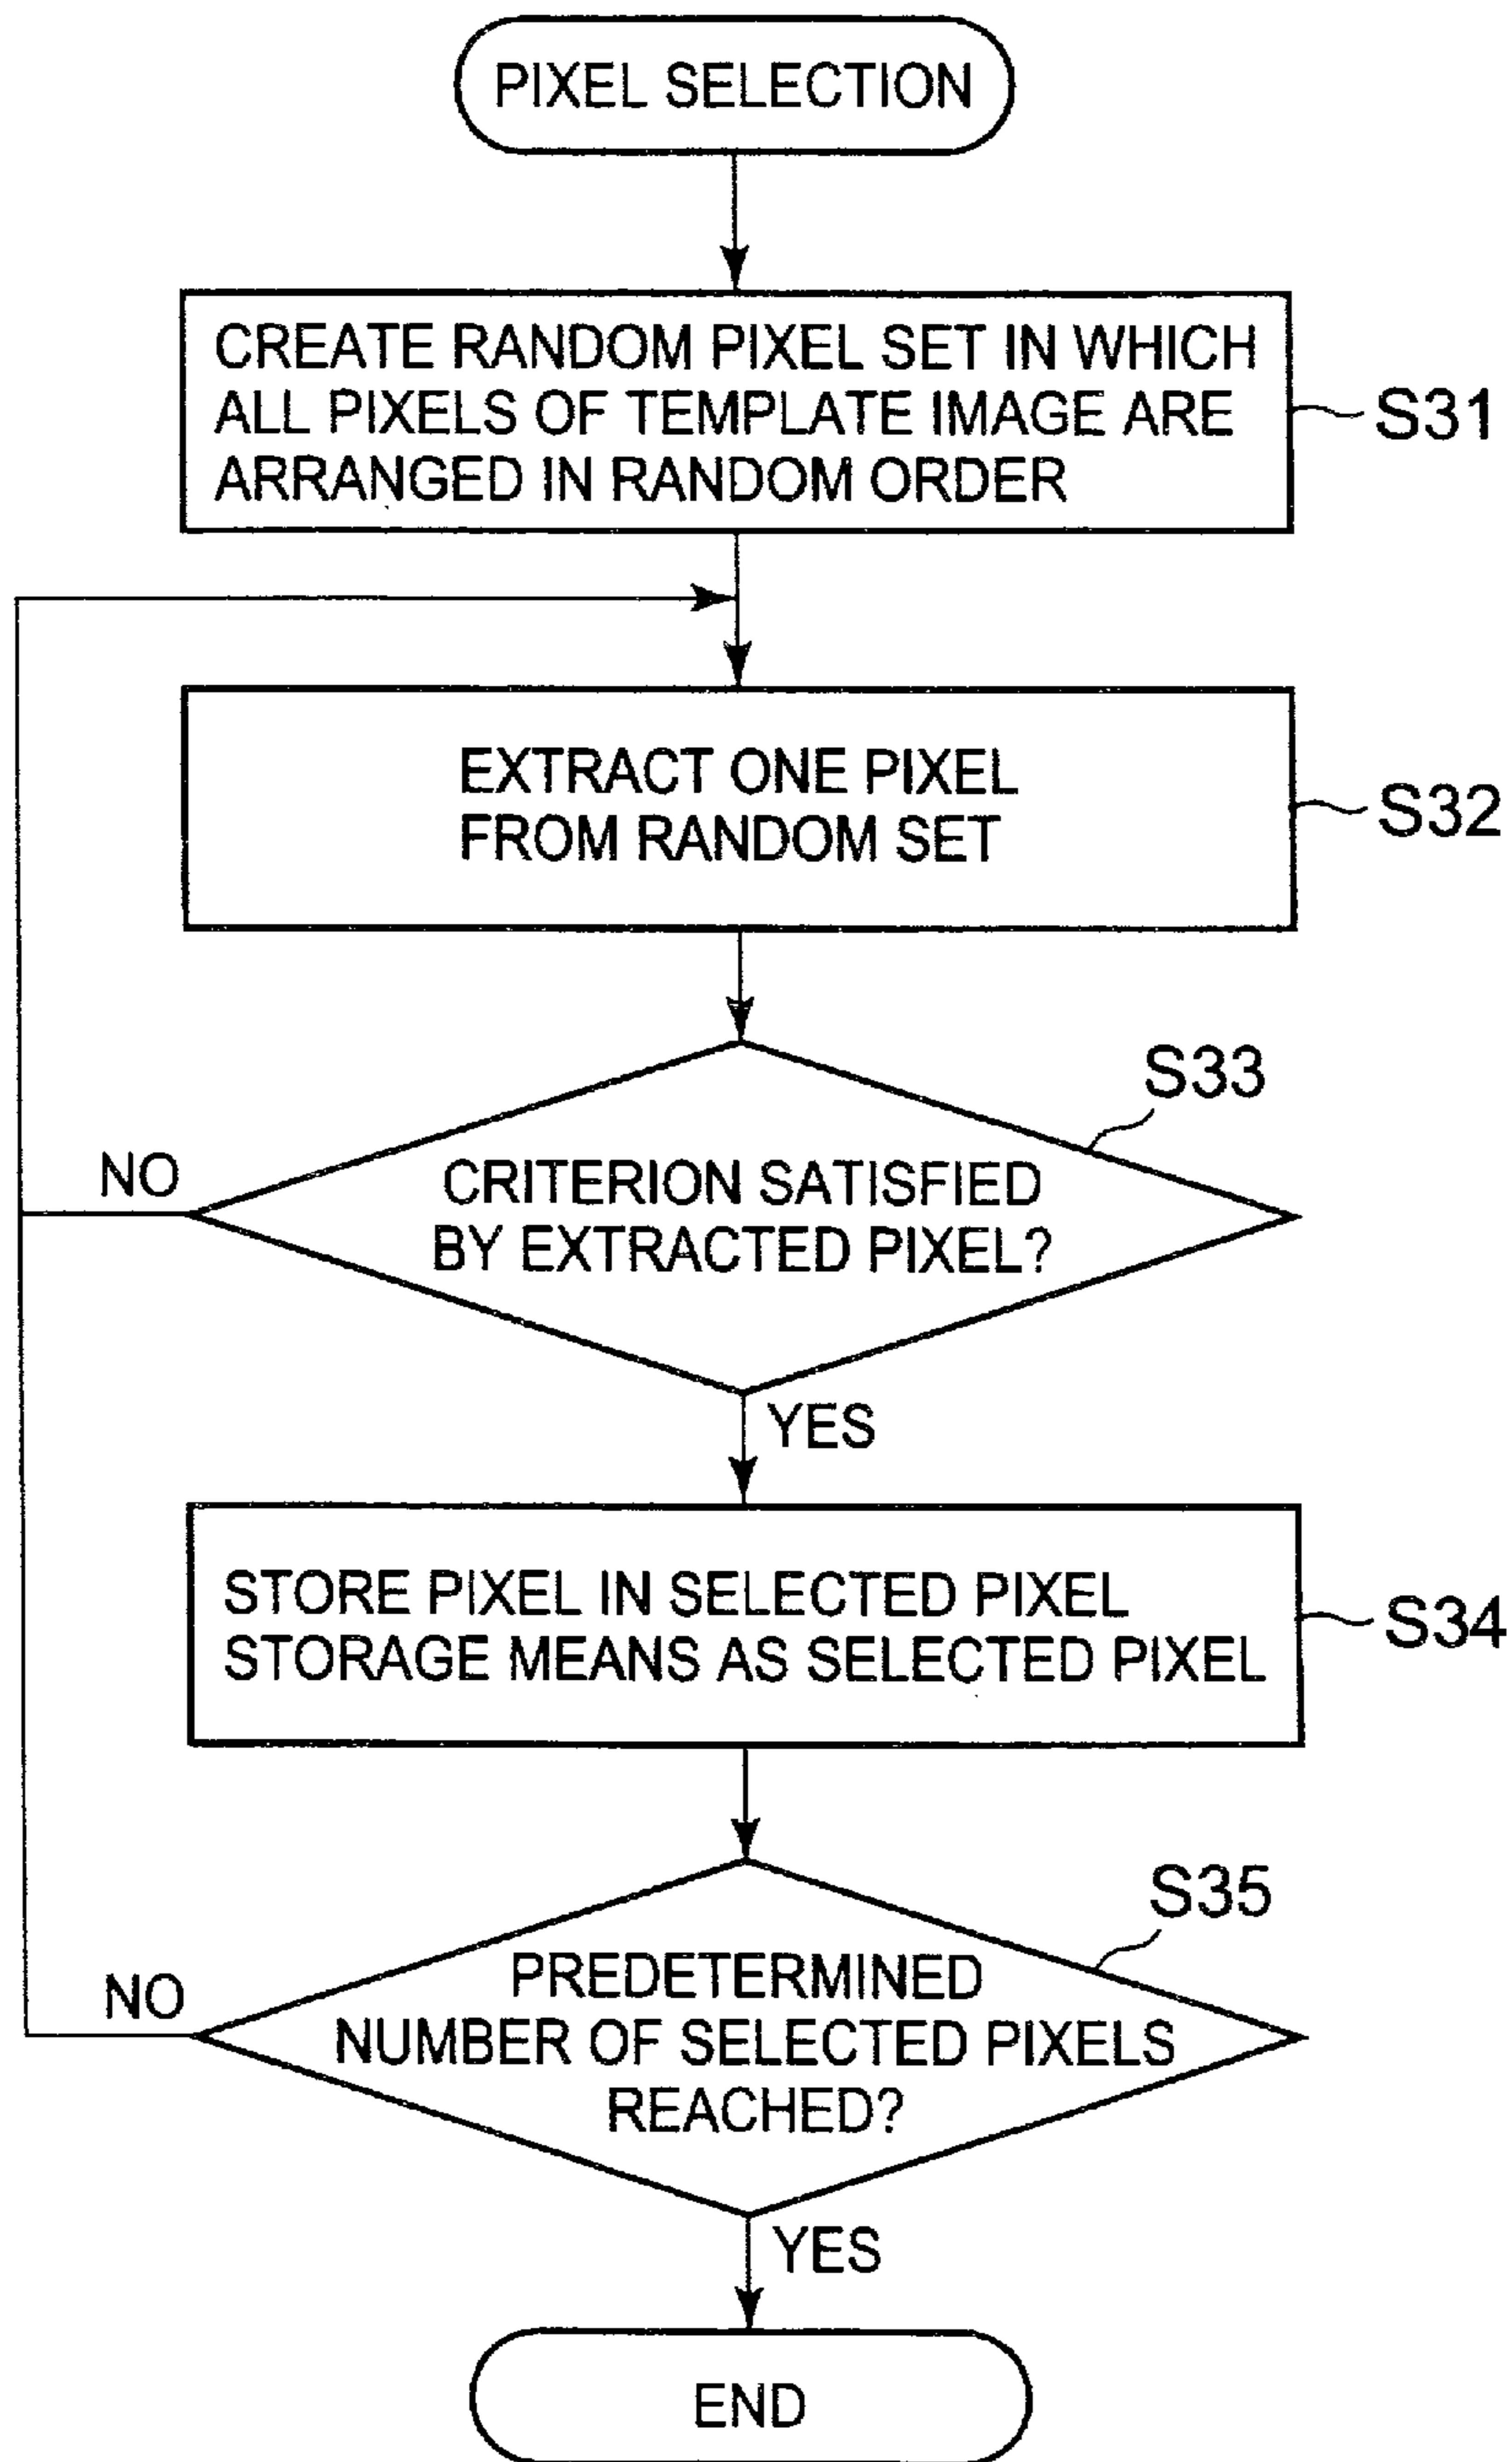 PIXEL SELECTION
CREATE RANDOM PIXEL SET IN WHICH
ALL PIXELS OF TEMPLATE IMAGE ARE
ARRANGED IN RANDOM ORDER
S31
EXTRACT ONE PIXEL
FROM RANDOM SET
S32
S33
CRITERION SATISFIED
BY EXTRACTED PIXEL?
NO
YES
STORE PIXEL IN SELECTED PIXEL
STORAGE MEANS AS SELECTED PIXEL
S34
S35
PREDETERMINED
NUMBER OF SELECTED PIXELS
REACHED?
NO
YES
END